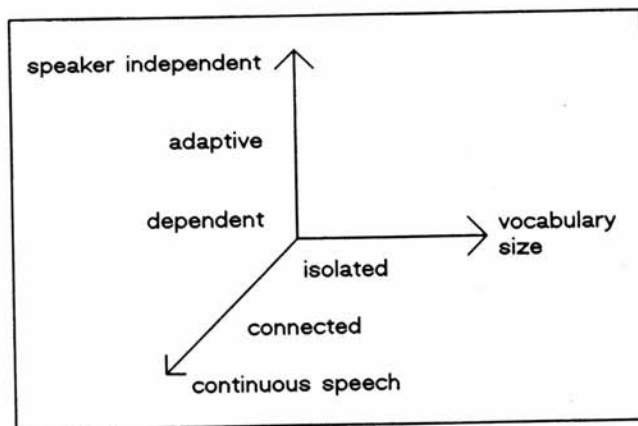 speaker independent
adaptive
dependent
vocabulary
size
isolated
connected
continuous speech